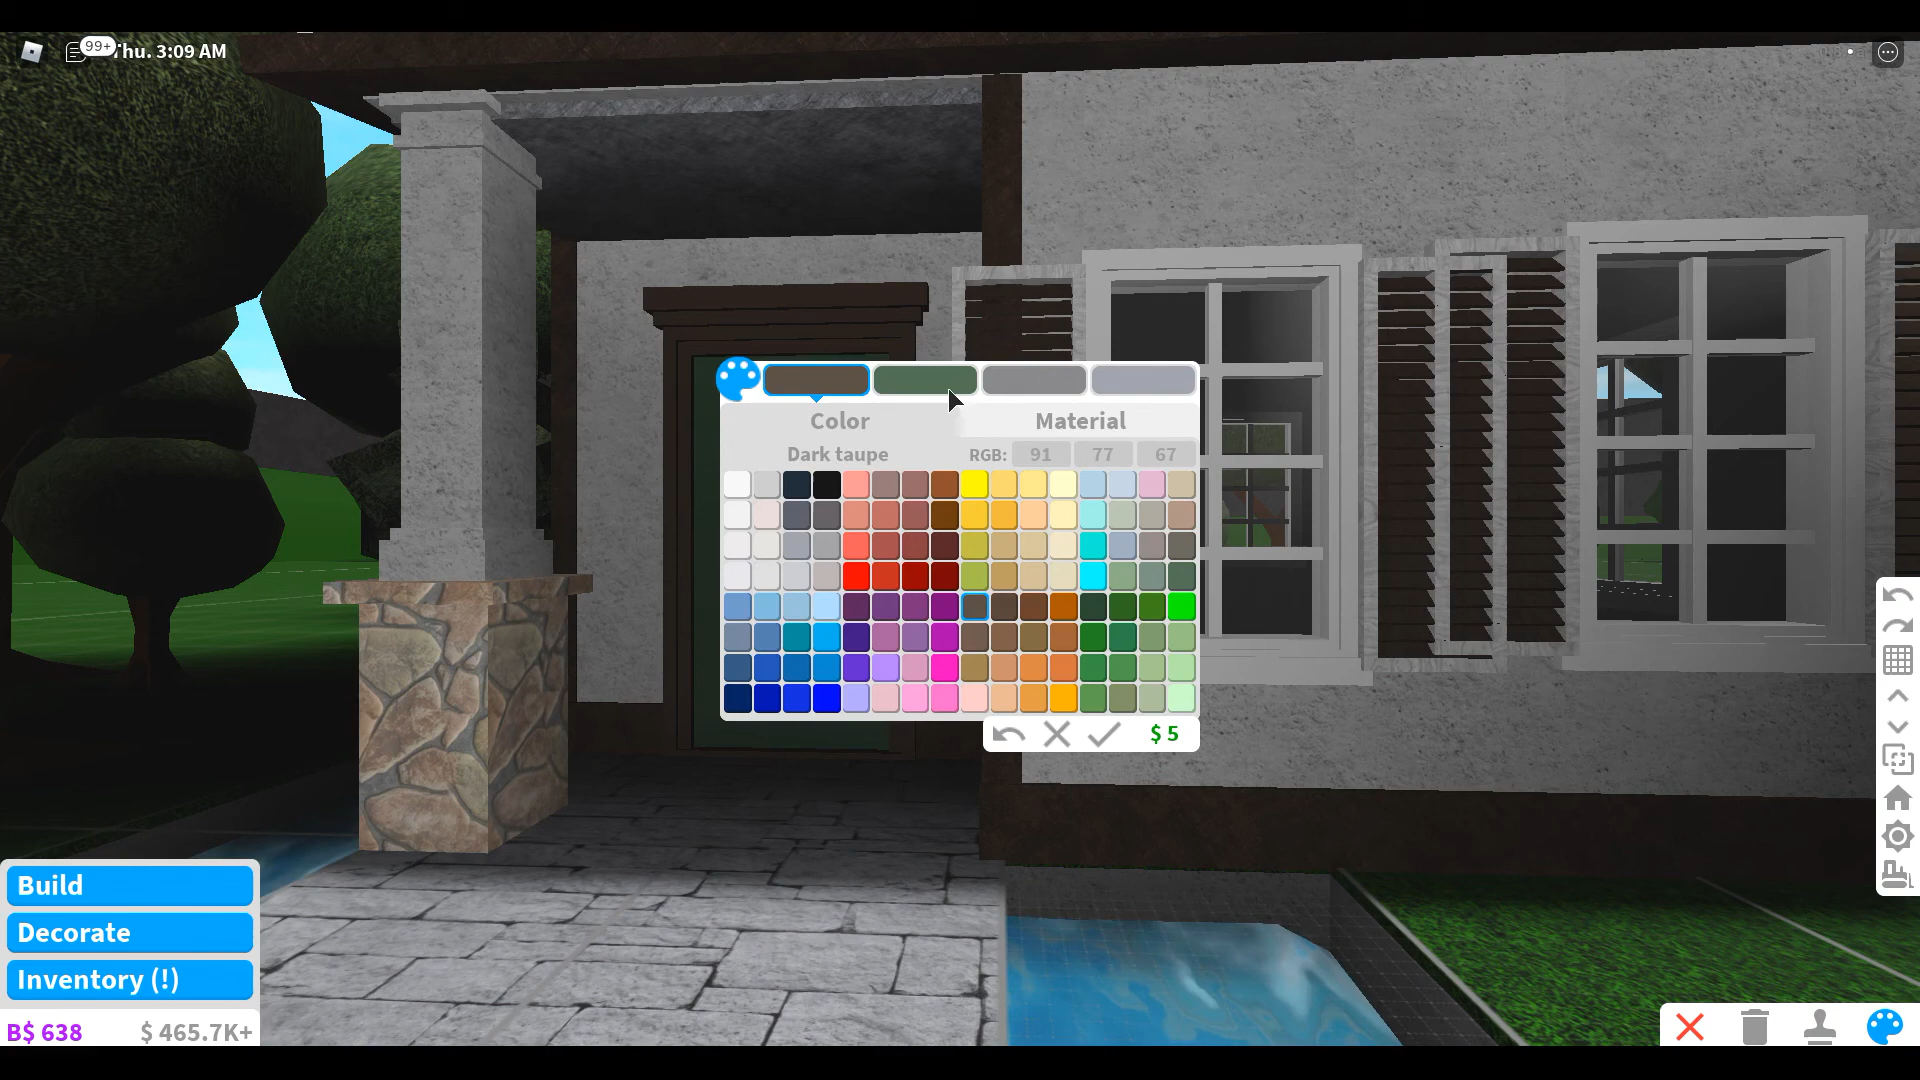 99+
Thu. 3:09 AM
Color
Material
Dark taupe
RGB: 91 77 67
$ 5
Build
Decorate
Inventory (!)
B$ 638
$ 465.7K+